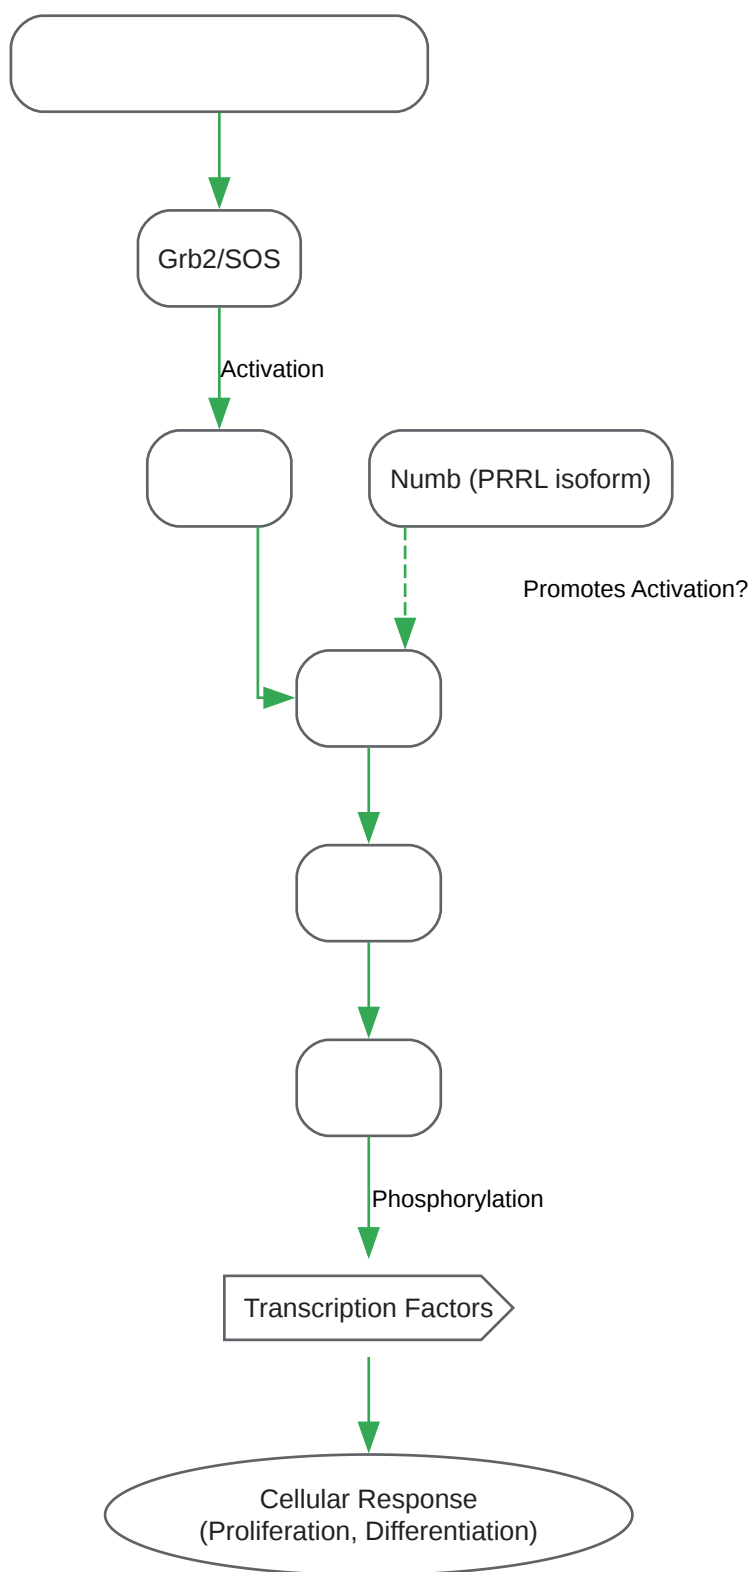 Grb2/SOS
Activation
Numb (PRRL isoform)
Promotes Activation?
Phosphorylation
Transcription Factors
Cellular Response
(Proliferation, Differentiation)